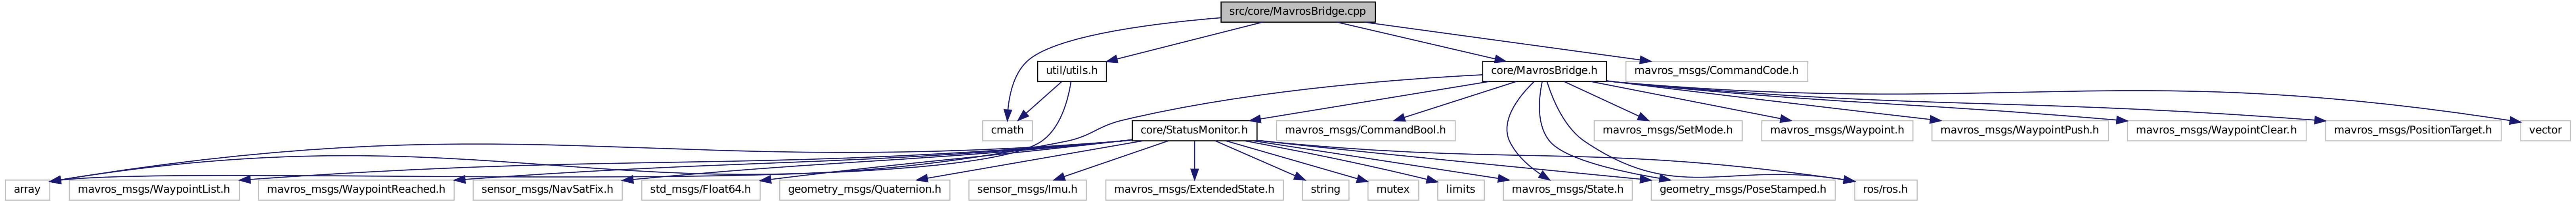 src/core/MavrosBridge.cpp
util/utils.h
core/MavrosBridge.h
mavros_msgs/CommandCode.h
cmath
core/StatusMonitor.h
mavros_msgs/CommandBool.h
mavros_msgs/SetMode.h
mavros_msgs/Waypoint.h
mavros_msgs/WaypointPush.h
mavros_msgs/WaypointClear.h
mavros_msgs/PositionTarget.h
vector
array
mavros_msgs/WaypointList.h
mavros_msgs/WaypointReached.h
sensor_msgs/NavSatFix.h
std_msgs/Float64.h
geometry_msgs/Quaternion.h
sensor_msgs/Imu.h
mavros_msgs/ExtendedState.h
string
mutex
limits
mavros_msgs/State.h
geometry_msgs/PoseStamped.h
ros/ros.h